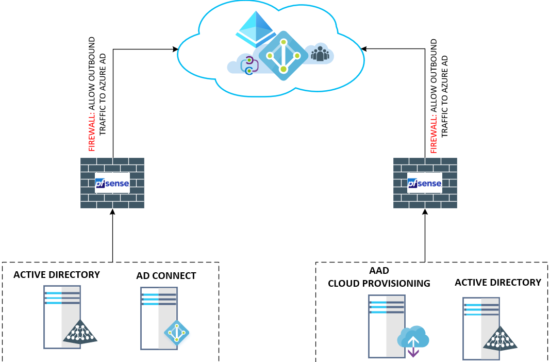 FIREWALL: ALLOW OUTBOUND
TRAFFIC TO AZURE AD
FIREWALL: ALLOW OUTBOUND
TRAFFIC TO AZURE AD
pfsense
pfsense
ACTIVE DIRECTORY
AD CONNECT
AAD
CLOUD PROVISIONING
ACTIVE DIRECTORY